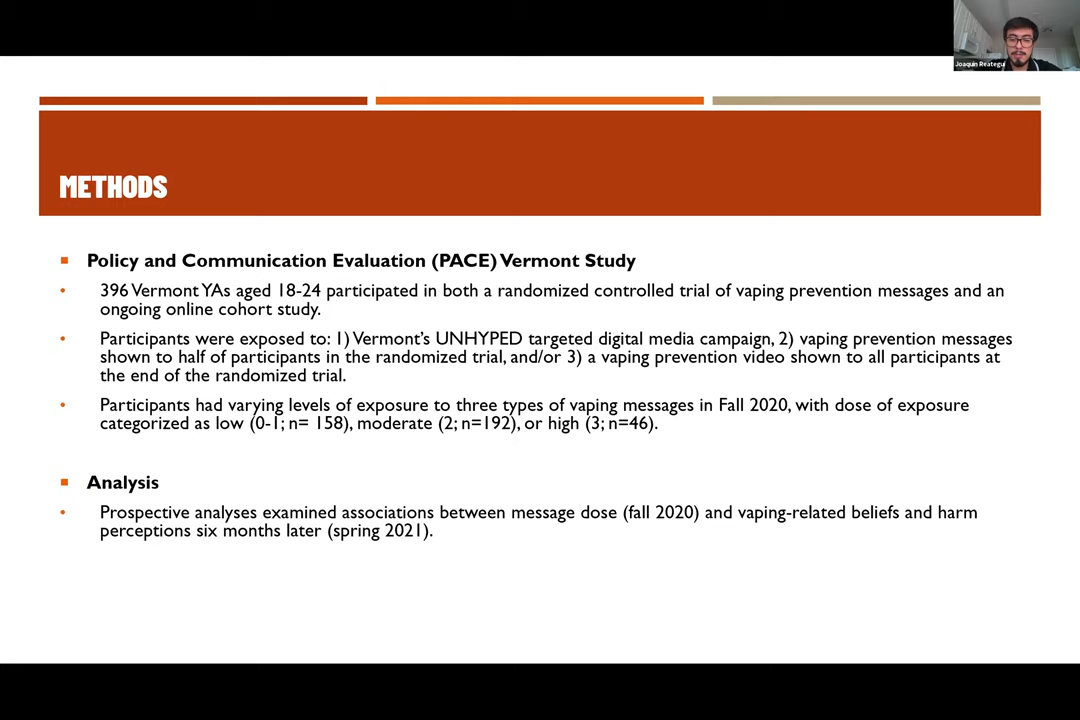 Joaquin Reategui
METHODS
Policy and Communication Evaluation (PACE) Vermont Study
396 Vermont YAs aged 18-24 participated in both a randomized controlled trial of vaping prevention messages and an
ongoing online cohort study.
Participants were exposed to: 1) Vermont's UNHYPED targeted digital media campaign, 2) vaping prevention messages
shown to half of participants in the randomized trial, and/or 3) a vaping prevention video shown to all participants at
the end of the randomized trial.
Participants had varying levels of exposure to three types of vaping messages in Fall 2020, with dose of exposure
categorized as low (0-1; n= 158), moderate (2; n=192), or high (3; n=46).
Analysis
Prospective analyses examined associations between message dose (fall 2020) and vaping-related beliefs and harm
perceptions six months later (spring 2021).